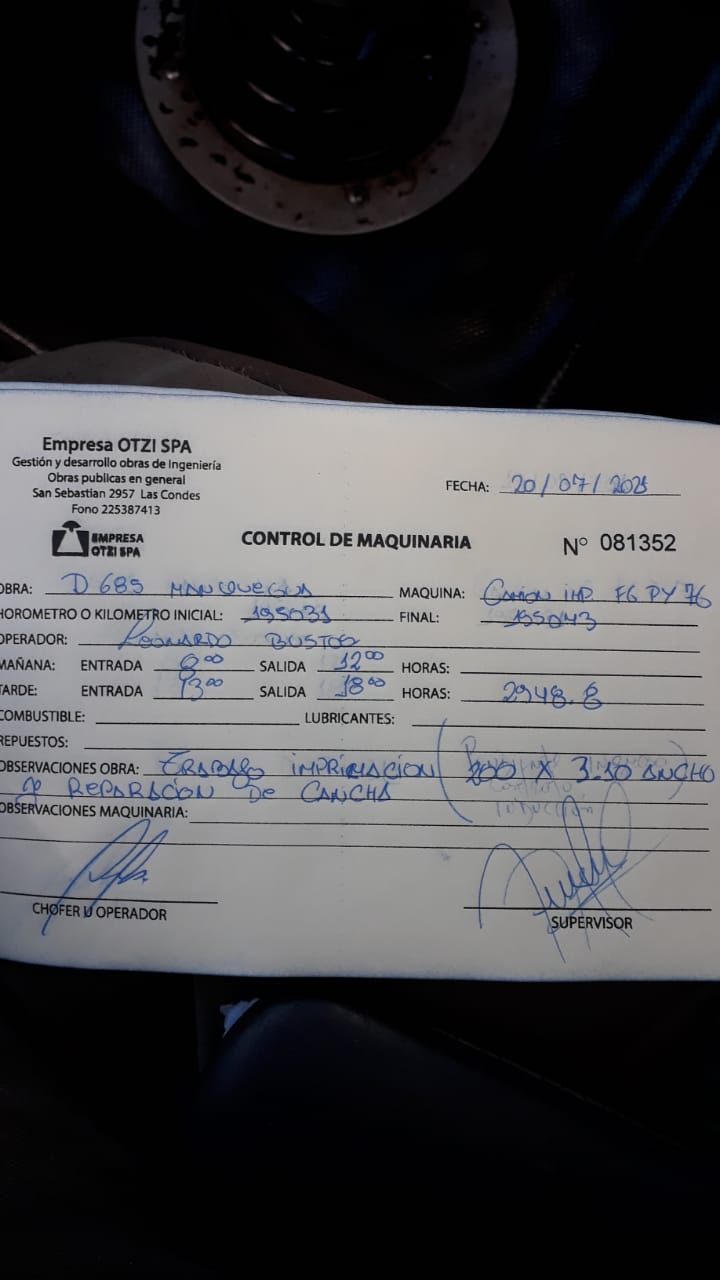 Empresa OTZI SPA
Gestión y desarrollo obras de Ingeniería
Obras publicas en general
San Sebastian 2957 Las Condes
Fono 225387413
FECHA: 20/07/2021
EMPRESA
OTZI SPA
CONTROL DE MAQUINARIA
Nº 081352
OBRA: D 685 MANQUEGUA MAQUINA: Camion IMP. FG PY 76
HOROMETRO O KILOMETRO INICIAL: 195031 FINAL: 195043
OPERADOR: Leonardo BUSTOS
MAÑANA: ENTRADA 8:00 SALIDA 12:00 HORAS:
TARDE: ENTRADA 13:00 SALIDA 18:00 HORAS: 2948.8
COMBUSTIBLE: LUBRICANTES:
REPUESTOS:
OBSERVACIONES OBRA: TRABAJO IMPRIMACION 200 X 3.50 ANCHO
REPARACION De CANCHA
OBSERVACIONES MAQUINARIA:
CHOFER U OPERADOR
SUPERVISOR